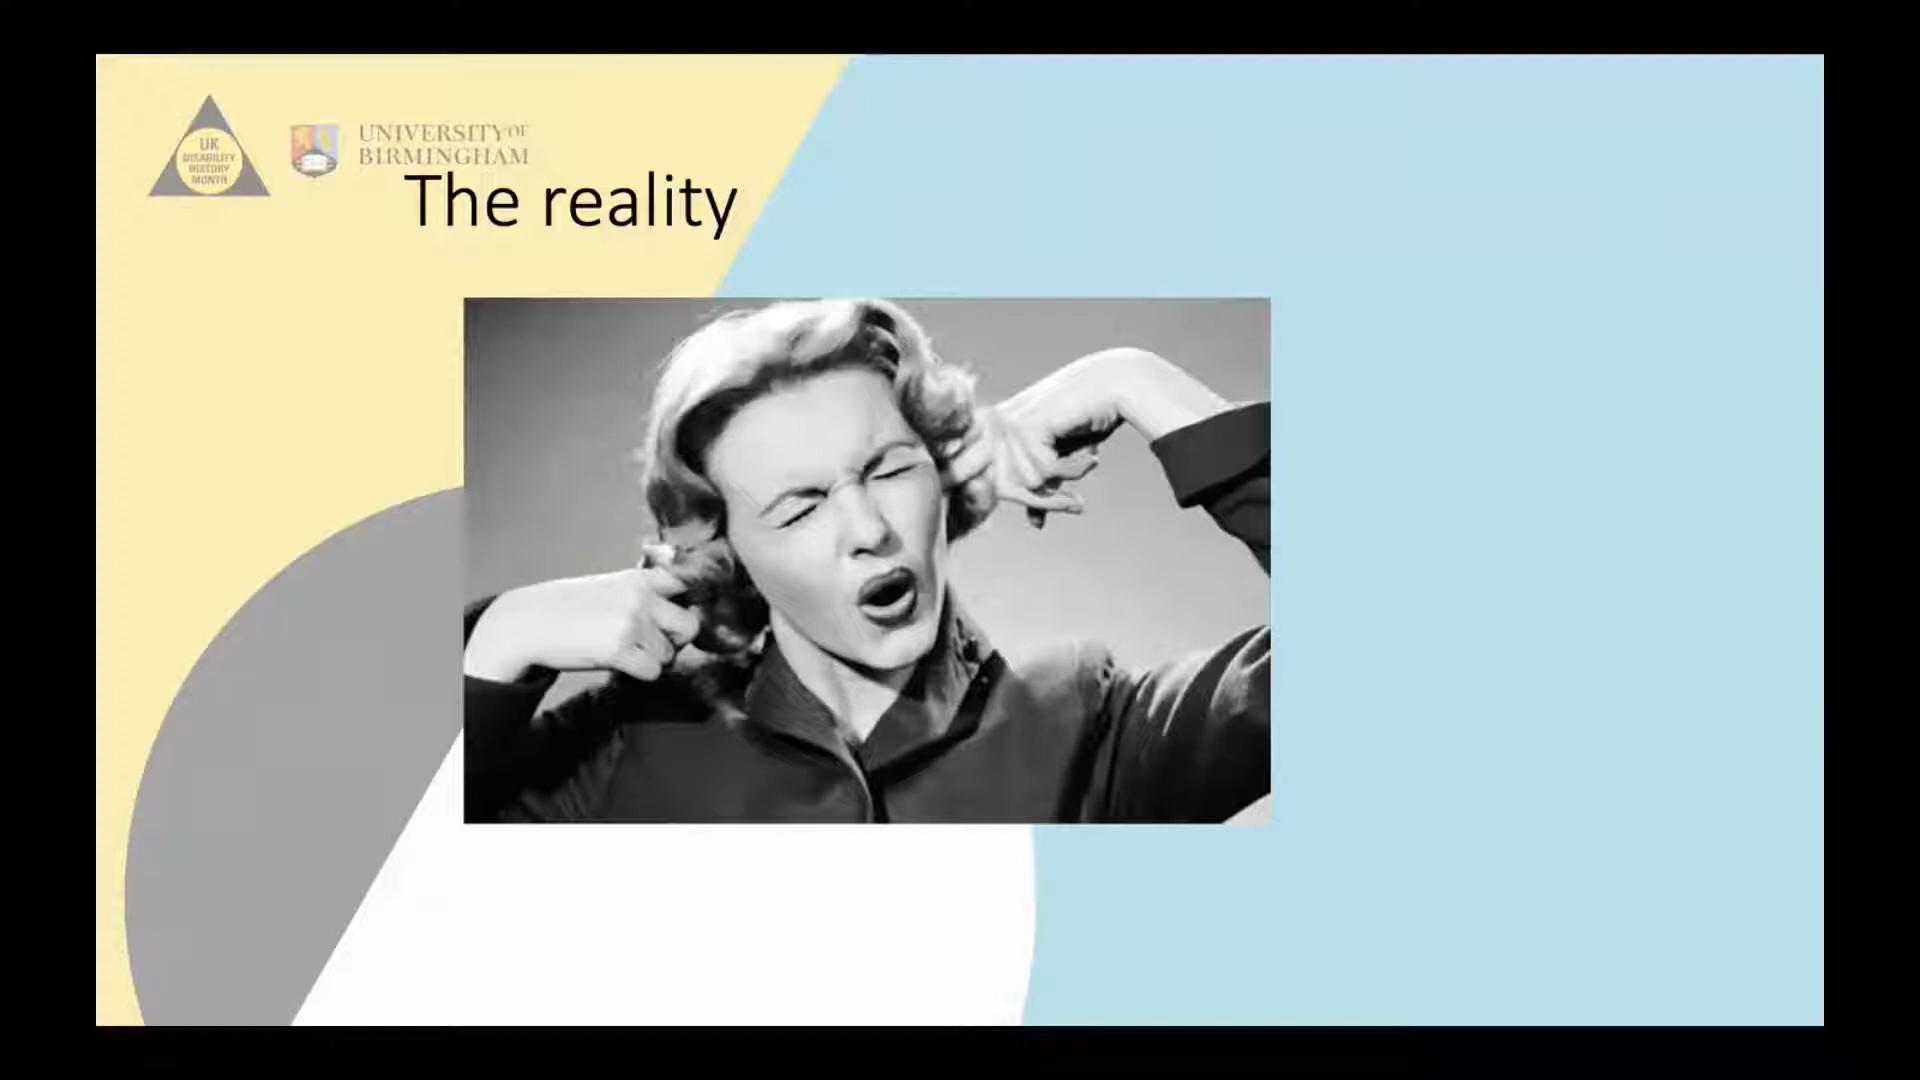 UK
DISABILITY
HISTORY
MONTH
UNIVERSITY OF
BIRMINGHAM
The reality